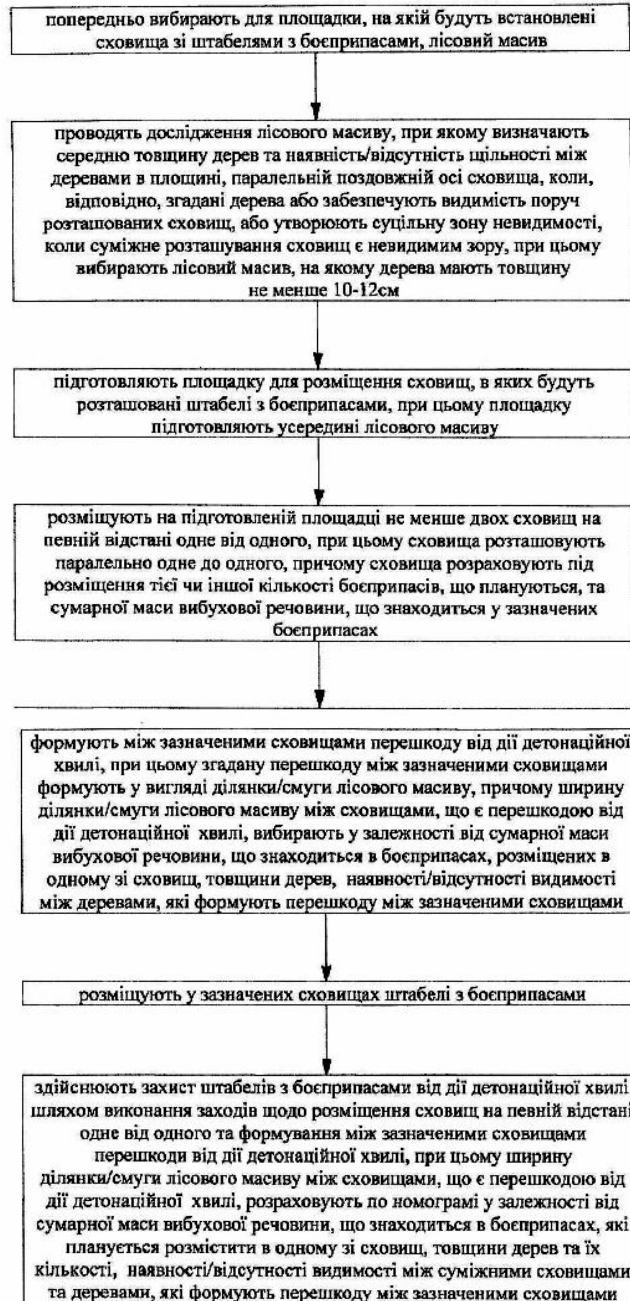 попередньо вибирають для площадки, на якій будуть встановлені
сховища зі штабелями з боєприпасами, лісовий масив
проводять дослідження лісового масиву, при якому визначають
середню товщину дерев та наявність/відсутність щільності між
деревами в площині, паралельній поздовжній осі сховища, коли,
відповідно, згадані дерева або забезпечують видимість поруч
розташованих сховищ, або утворюють суцільну зону невидимості,
коли суміжне розташування сховищ є невидимим зору, при цьому
вибирають лісовий масив, на якому дерева мають товщину
не менше 10-12см
підготовляють площадку для розміщення сховищ, в яких будуть
розташовані штабелі з боєприпасами, при цьому площадку
підготовляють усередині лісового масиву
розміщують на підготовленій площадці не менше двох сховищ на
певній відстані одне від одного, при цьому сховища розташовують
паралельно одне до одного, причому сховища розраховують під
розміщення тієї чи іншої кількості боєприпасів, що плануються, та
сумарної маси вибухової речовини, що знаходиться у зазначених
боєприпасах
формують між зазначеними сховищами перешкоду від дії детонаційної
хвилі, при цьому згадану перешкоду між зазначеними сховищами
формують у вигляді ділянки/смуги лісового масиву, причому ширину
ділянки/смуги лісового масиву між сховищами, що є перешкодою від
дії детонаційної хвилі, вибирають у залежності від сумарної маси
вибухової речовини, що знаходиться в боєприпасах, розміщених в
одному зі сховищ, товщини дерев, наявності/відсутності видимості
між деревами, які формують перешкоду між зазначеними сховищами
розміщують у зазначених сховищах штабелі з боєприпасами
здійснюють захист штабелів з боєприпасами від дії детонаційної хвилі
шляхом виконання заходів щодо розміщення сховищ на певній відстані
одне від одного та формування між зазначеними сховищами
перешкоди від дії детонаційної хвилі, при цьому ширину
ділянки/смуги лісового масиву між сховищами, що є перешкодою від
дії детонаційної хвилі, розраховують по номограмі у залежності від
сумарної маси вибухової речовини, що знаходиться в боєприпасах, які
планується розмістити в одному зі сховищ, товщини дерев та їх
кількості, наявності/відсутності видимості між суміжними сховищами
та деревами, які формують перешкоду між зазначеними сховищами